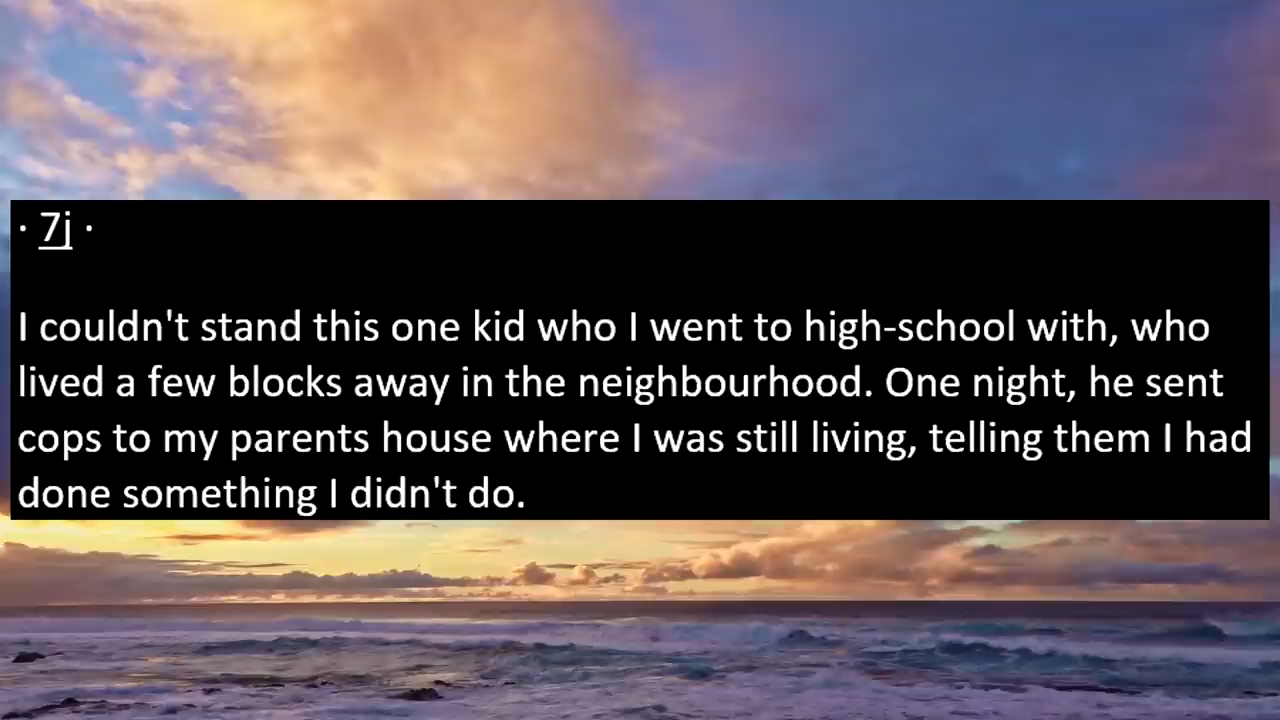 · 7j ·
I couldn't stand this one kid who I went to high-school with, who
lived a few blocks away in the neighbourhood. One night, he sent
cops to my parents house where I was still living, telling them I had
done something I didn't do.